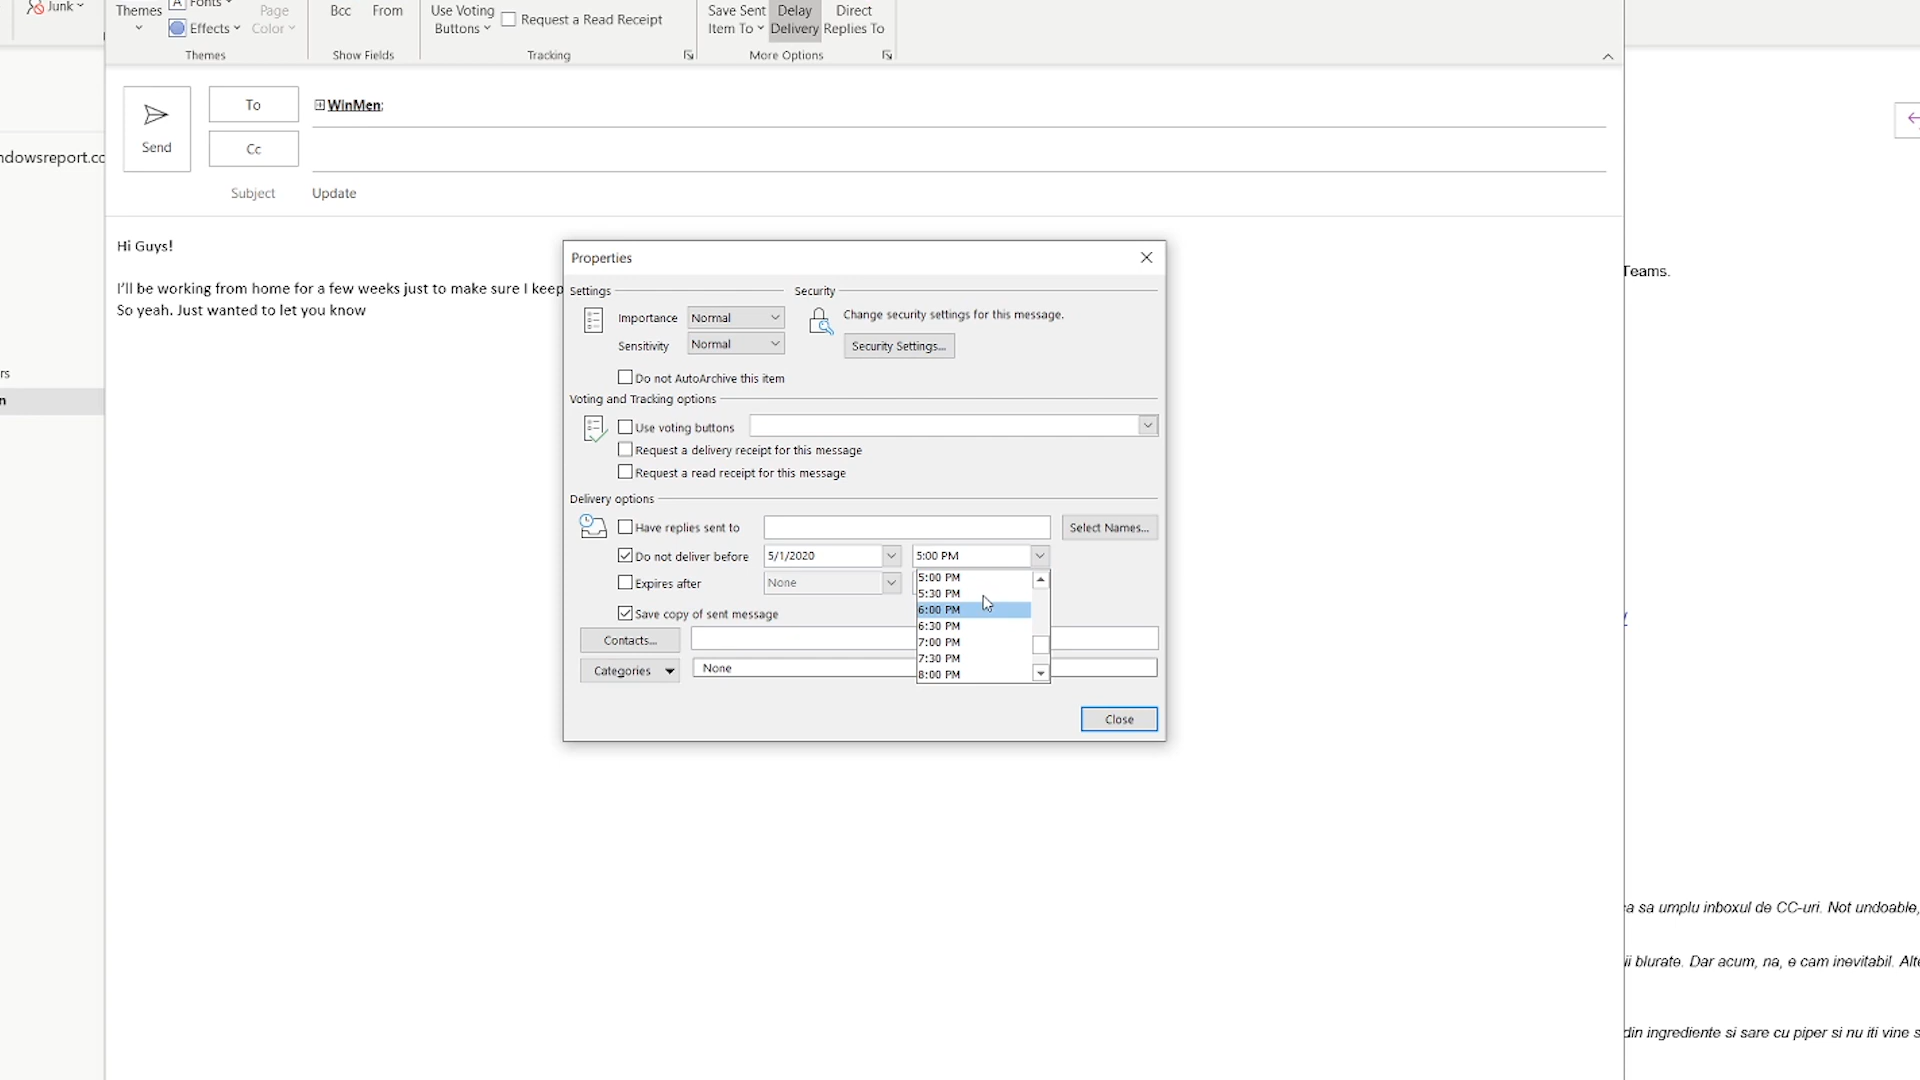 Junk
Themes
Fonts
Effects
Page
Color
Themes
Bcc
From
Show Fields
Use Voting
Buttons
Request a Read Receipt
Tracking
Save Sent
Item To
Delay
Delivery
Direct
Replies To
More Options
Send
To
WinMen;
Cc
ndowsreport.cc
Subject
Update
Hi Guys!
I'll be working from home for a few weeks just to make sure I keep
So yeah. Just wanted to let you know
Properties
Settings
Security
Importance
Normal
Change security settings for this message.
Sensitivity
Normal
Security Settings...
Do not AutoArchive this item
Voting and Tracking options
Use voting buttons
Request a delivery receipt for this message
Request a read receipt for this message
Delivery options
Have replies sent to
Select Names...
Do not deliver before
5/1/2020
5:00 PM
Expires after
None
5:00 PM
5:30 PM
6:00 PM
6:30 PM
7:00 PM
7:30 PM
8:00 PM
Save copy of sent message
Contacts...
Categories
None
Close
rs
n
Teams.
a sa umplu inboxul de CC-uri. Not undoable,
ii blurate. Dar acum, na, e cam inevitabil. Alte
din ingrediente si sare cu piper si nu iti vine s